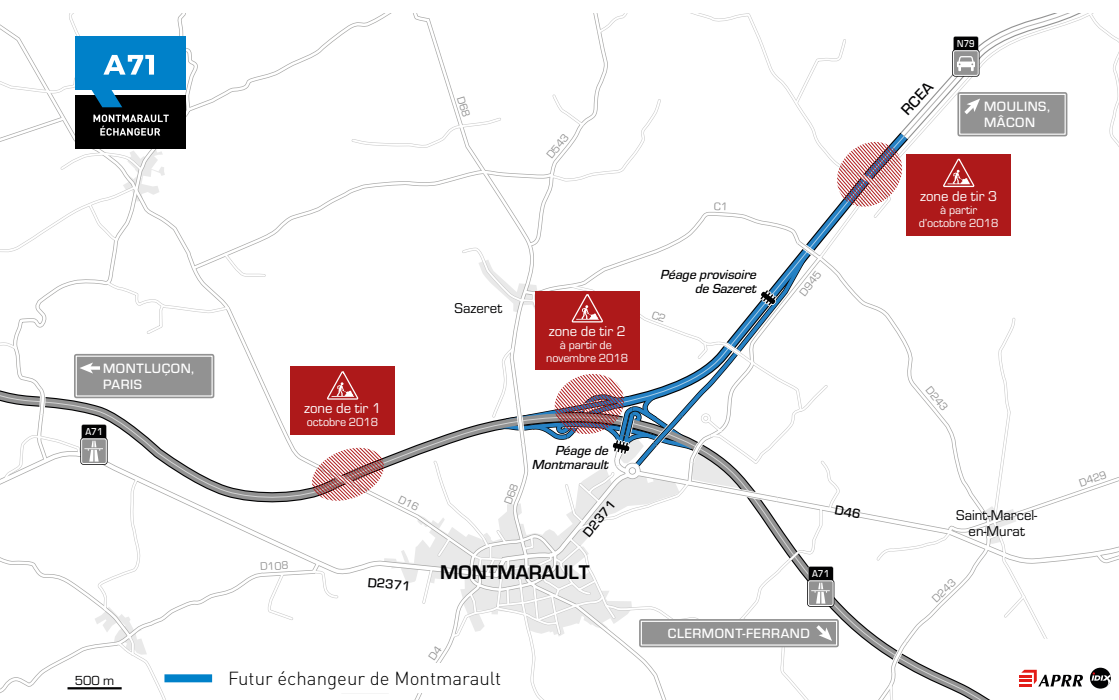 A71
MONTMARAULT
ÉCHANGEUR
N79
RCEA
MOULINS,
MÂCON
D68
D543
zone de tir 3
à partir
d'octobre 2018
C1
Péage provisoire
de Sazeret
D945
Sazeret
zone de tir 2
à partir de
novembre 2018
C2
MONTLUÇON,
PARIS
zone de tir 1
octobre 2018
D243
A71
Péage de
Montmarault
D16
D68
D2371
D46
D429
Saint-Marcel-
en-Murat
D108
D2371
MONTMARAULT
A71
D243
CLERMONT-FERRAND
D4
500 m
Futur échangeur de Montmarault
APRR
IDIX